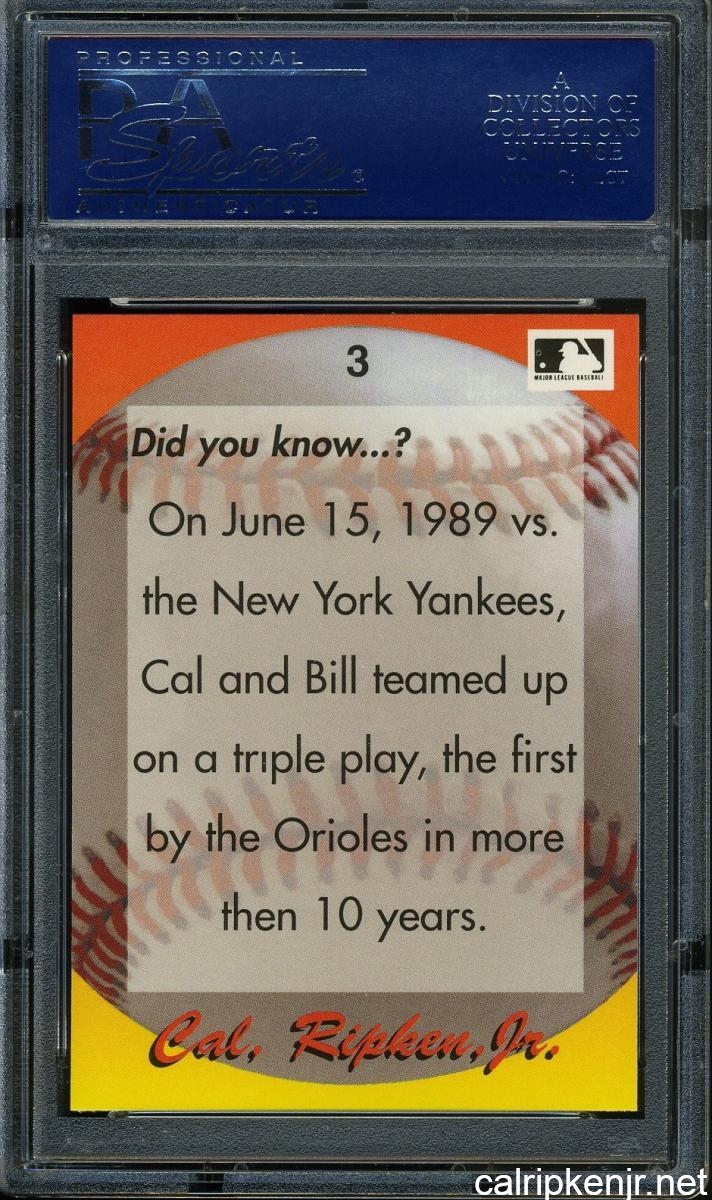 PROFESSIONAL
PSA
Sports
AUTHENTICATOR
A
DIVISION OF
COLLECTORS
UNIVERSE
3
MAJOR LEAGUE BASEBALL
Did you know...?
On June 15, 1989 vs.
the New York Yankees,
Cal and Bill teamed up
on a triple play, the first
by the Orioles in more
then 10 years.
Cal, Ripken, Jr.
calripkenjr.net